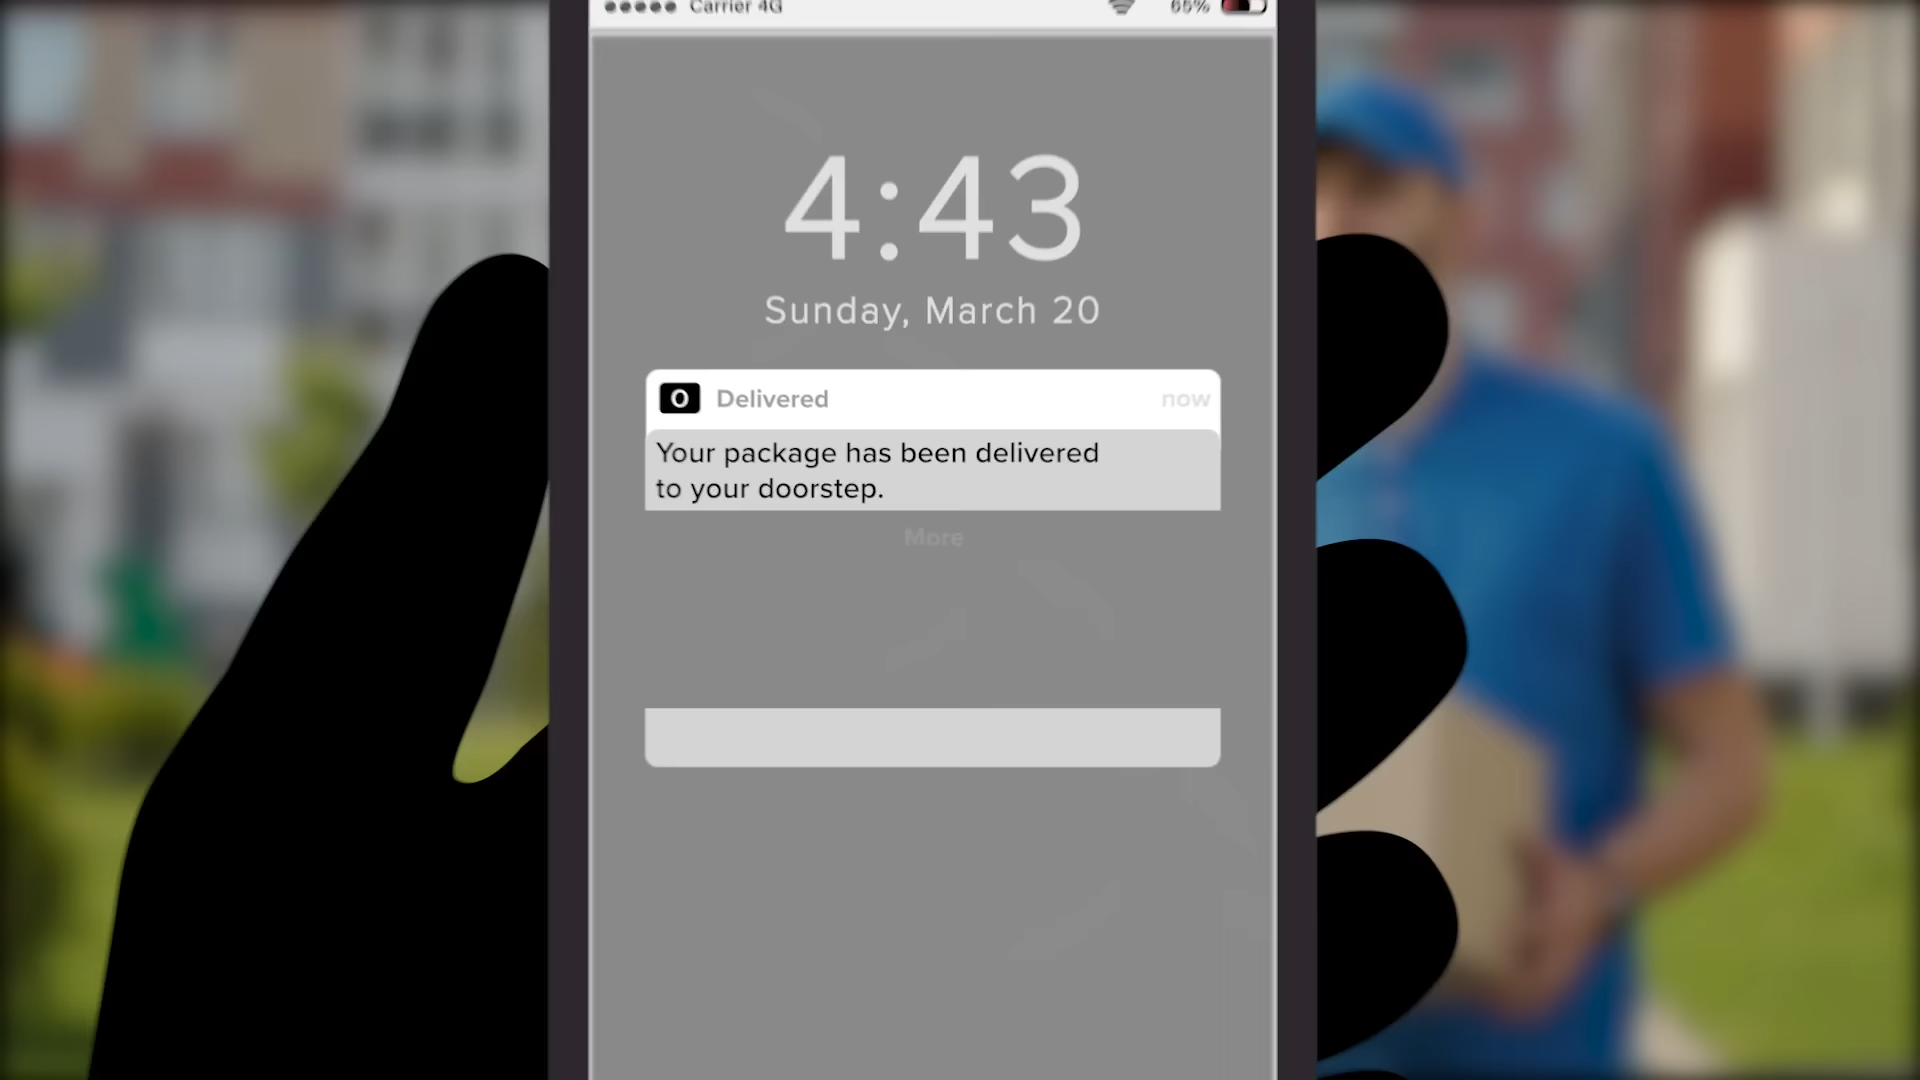 Carrier 4G 65%
4:43
Sunday, March 20
O Delivered now
Your package has been delivered
to your doorstep.
More